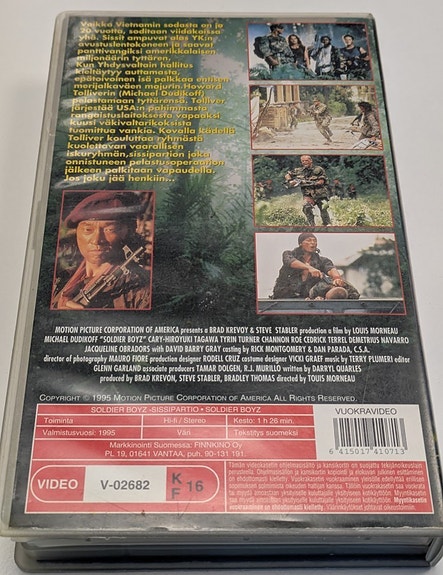 Vaikka Vietnamin sodasta on jo
20 vuotta, soditaan viidakoissa
yhä. Sissit ampuvat alas YK:n
avustuslentokoneen ja saavat
panttivangiksi amerikkalaisen
miljonäärin tyttären.
Kun Yhdysvaltain hallitus
kieltäytyy auttamasta,
epätoivoinen isä palkkaa entisen
merijalkaväen majurin Howard
Tolliverin (Michael Dudikoff)
pelastamaan tyttärensä. Tolliver
järjestää USA:n pahimmasta
rangaistuslaitoksesta vapaaksi
kuusi väkivaltarikoksista
tuomittua vankia. Kovalla kädellä
Tolliver kouluttaa ryhmästä
kuolettavan vaarallisen
iskuryhmän, sissipartion joka
onnistuneen pelastusoperaation
jälkeen palkitaan vapaudella.
Jos joku jää henkiin...
MOTION PICTURE CORPORATION OF AMERICA presents a BRAD KREVOY & STEVE STABLER production a film by LOUIS MORNEAU
MICHAEL DUDIKOFF "SOLDIER BOYZ" CARY-HIROYUKI TAGAWA TYRIN TURNER CHANNON ROE CEDRICK TERREL DEMETRIUS NAVARRO
JACQUELINE OBRADORS with DAVID BARRY GRAY casting by RICK MONTGOMERY & DAN PARADA, C.S.A.
director of photography MAURO FIORE production designer RODELL CRUZ costume designer VICKI GRAEF music by TERRY PLUMERI editor
GLENN GARLAND associate producers TAMAR DOLGEN, R.J. MURILLO written by DARRYL QUARLES
produced by BRAD KREVON, STEVE STABLER, BRADLEY THOMAS directed by TOUIS MORNEAU
COPYRIGHT © 1995 MOTION PICTURE CORPORATION OF AMERICA ALL RIGHTS RESERVED.
SOLDIER BOYZ -SISSIPARTIO • SOLDIER BOYZ
Toiminta Hi-fi / Stereo Kesto: 1 h 26 min.
Valmistusvuosi: 1995 Väri Tekstitys suomeksi
Markkinointi Suomessa: FINNKINO Oy
PL 19, 01641 VANTAA, puh. 90-131 191.
VUOKRAVIDEO
6 415017 410713
VIDEO V-02682 K F 16